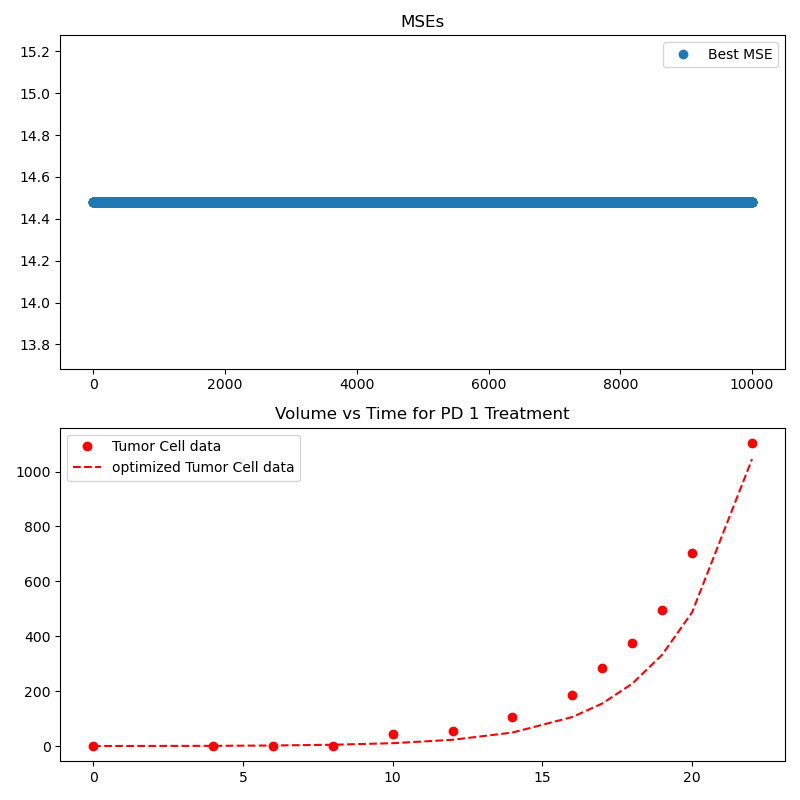 MSEs
15.2
15.0
14.8
14.6
14.4
14.2
14.0
13.8
Best MSE
0 2000 4000 6000 8000 10000
Volume vs Time for PD 1 Treatment
Tumor Cell data
optimized Tumor Cell data
1000
800
600
400
200
0
0 5 10 15 20